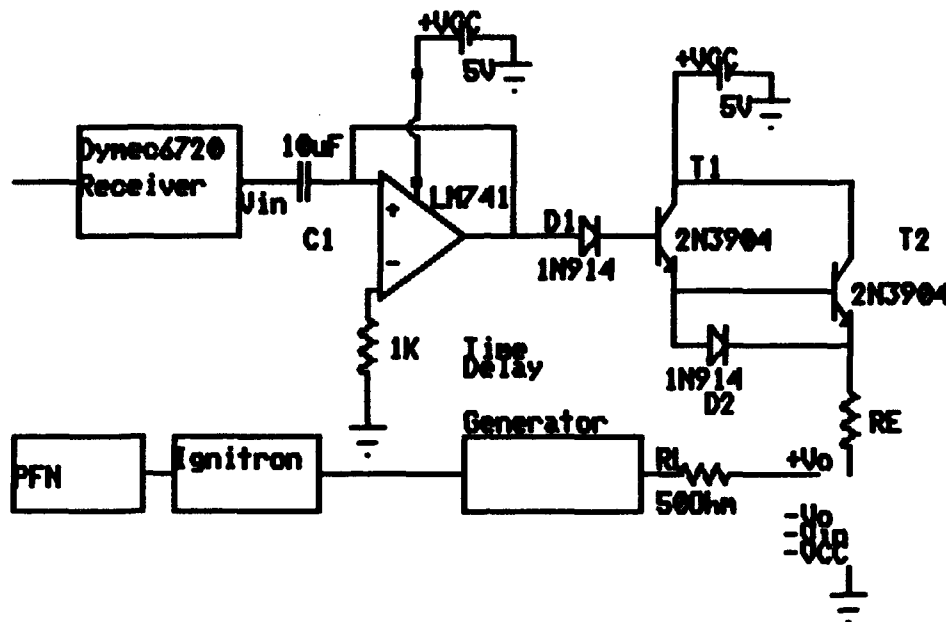 +VCC
5V
+VCC
5V
Dymec6720
Receiver
10uF
Vin
C1
+
-
LM741
D1
1N914
T1
2N3904
T2
2N3904
1K
Time
Delay
1N914
D2
RE
Generator
PFN
Ignitron
RL
50Ohm
+Vo
-Vo
-Vin
-VCC